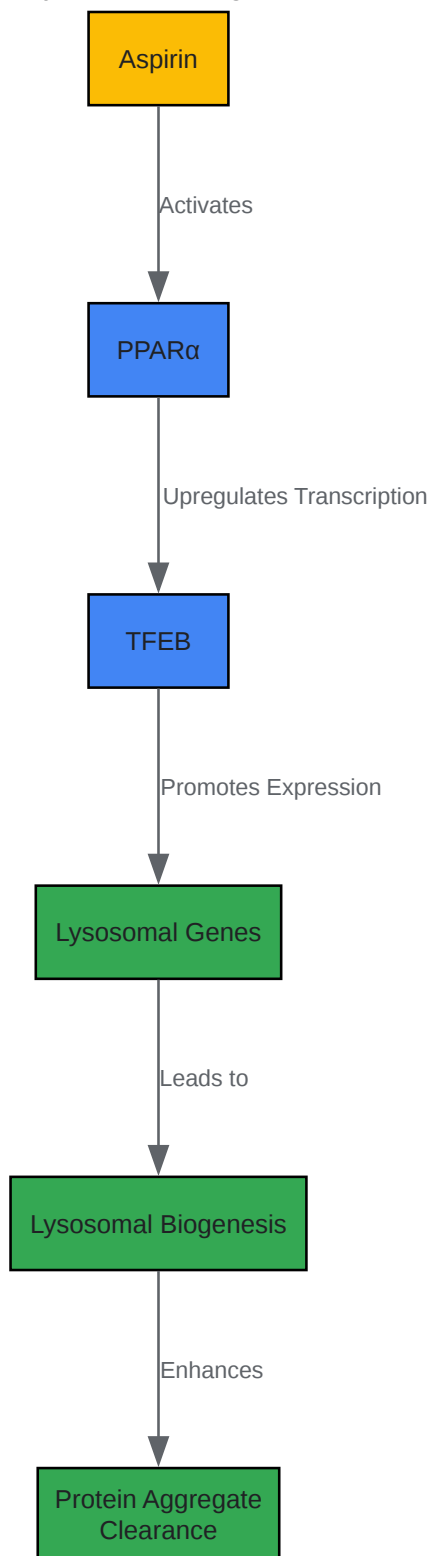 Aspirin
Activates
PPARα
Upregulates Transcription
TFEB
Promotes Expression
Lysosomal Genes
Leads to
Lysosomal Biogenesis
Enhances
Protein Aggregate
Clearance